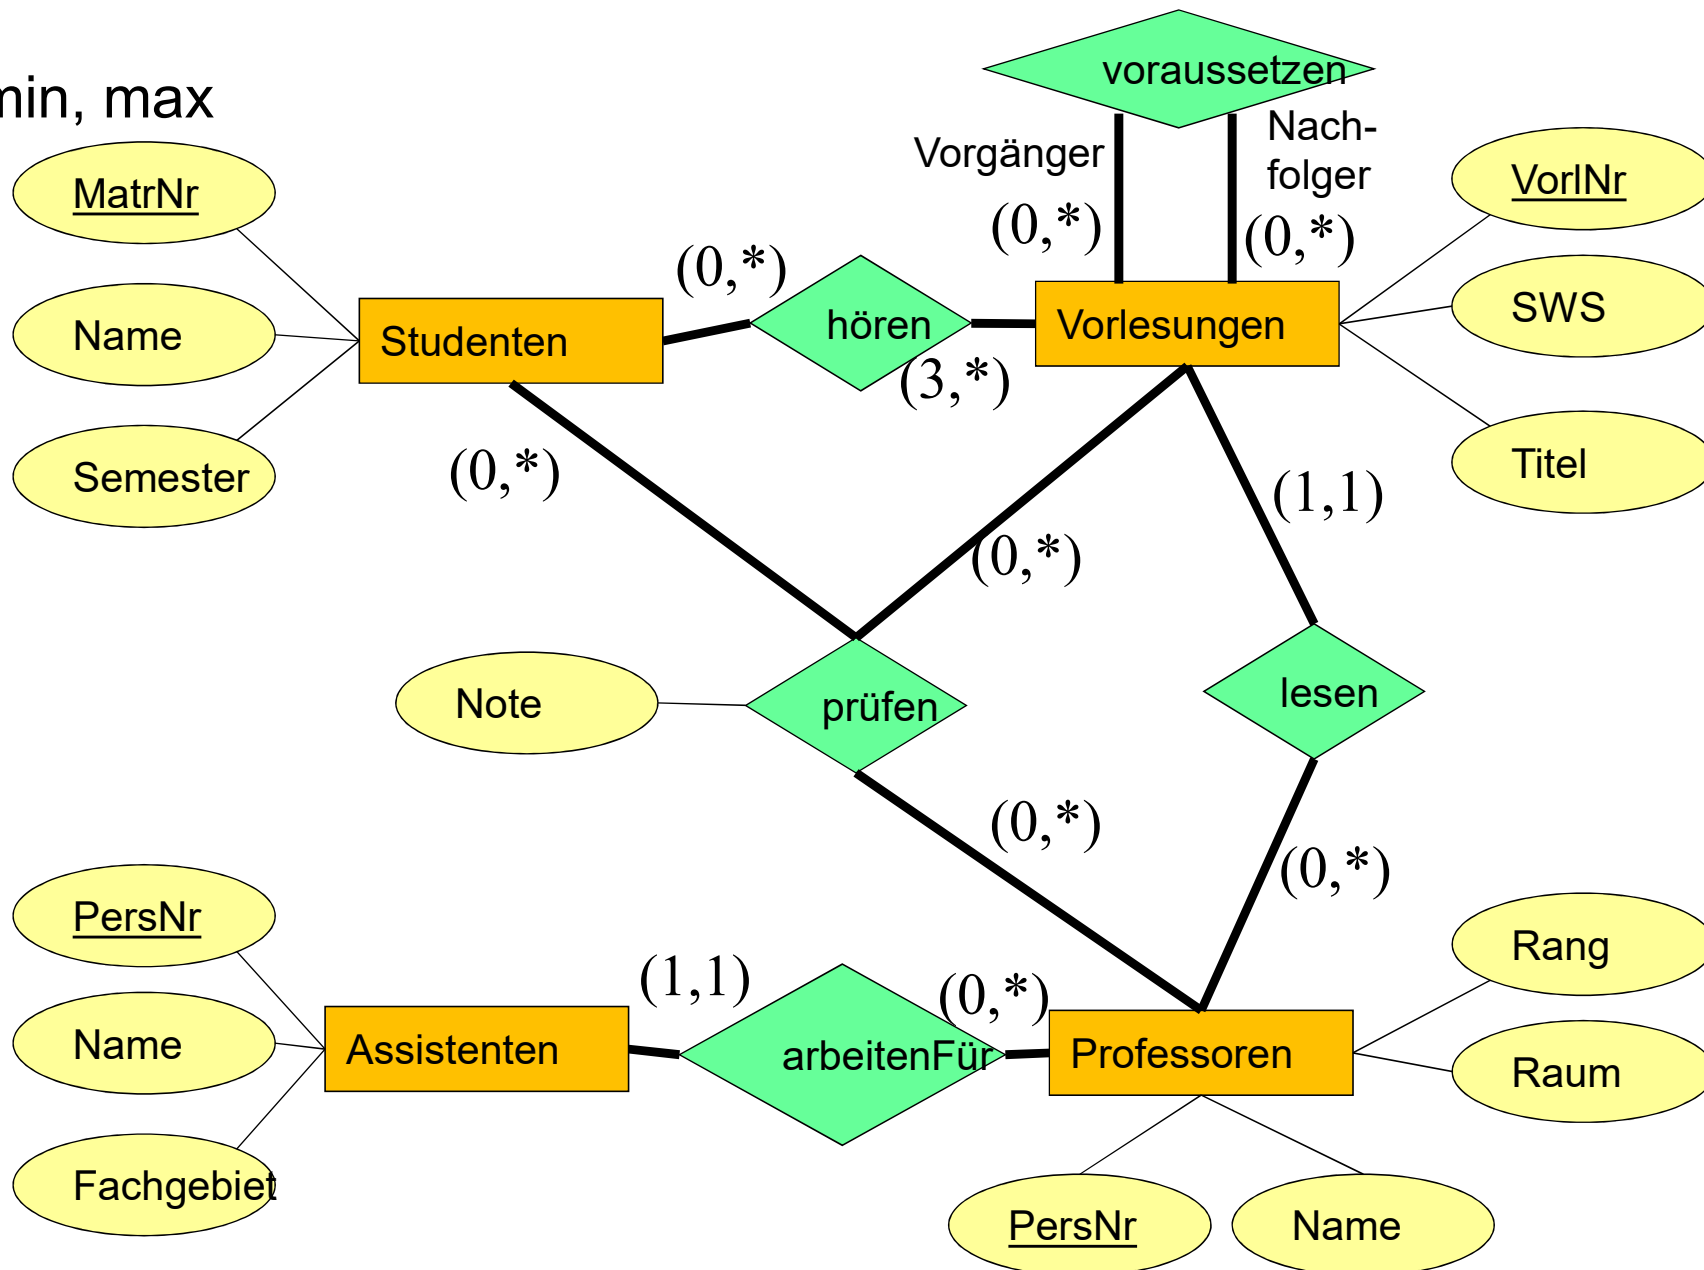 min, max
voraussetzen
Vorgänger
Nach-
folger
(0,*)
(0,*)
MatrNr
Name
Semester
Studenten
(0,*)
hören
(3,*)
Vorlesungen
VorlNr
SWS
Titel
(0,*)
(0,*)
(1,1)
Note
prüfen
lesen
(0,*)
(0,*)
PersNr
Name
Fachgebiet
Assistenten
(1,1)
arbeitenFür
(0,*)
Professoren
Rang
Raum
PersNr
Name